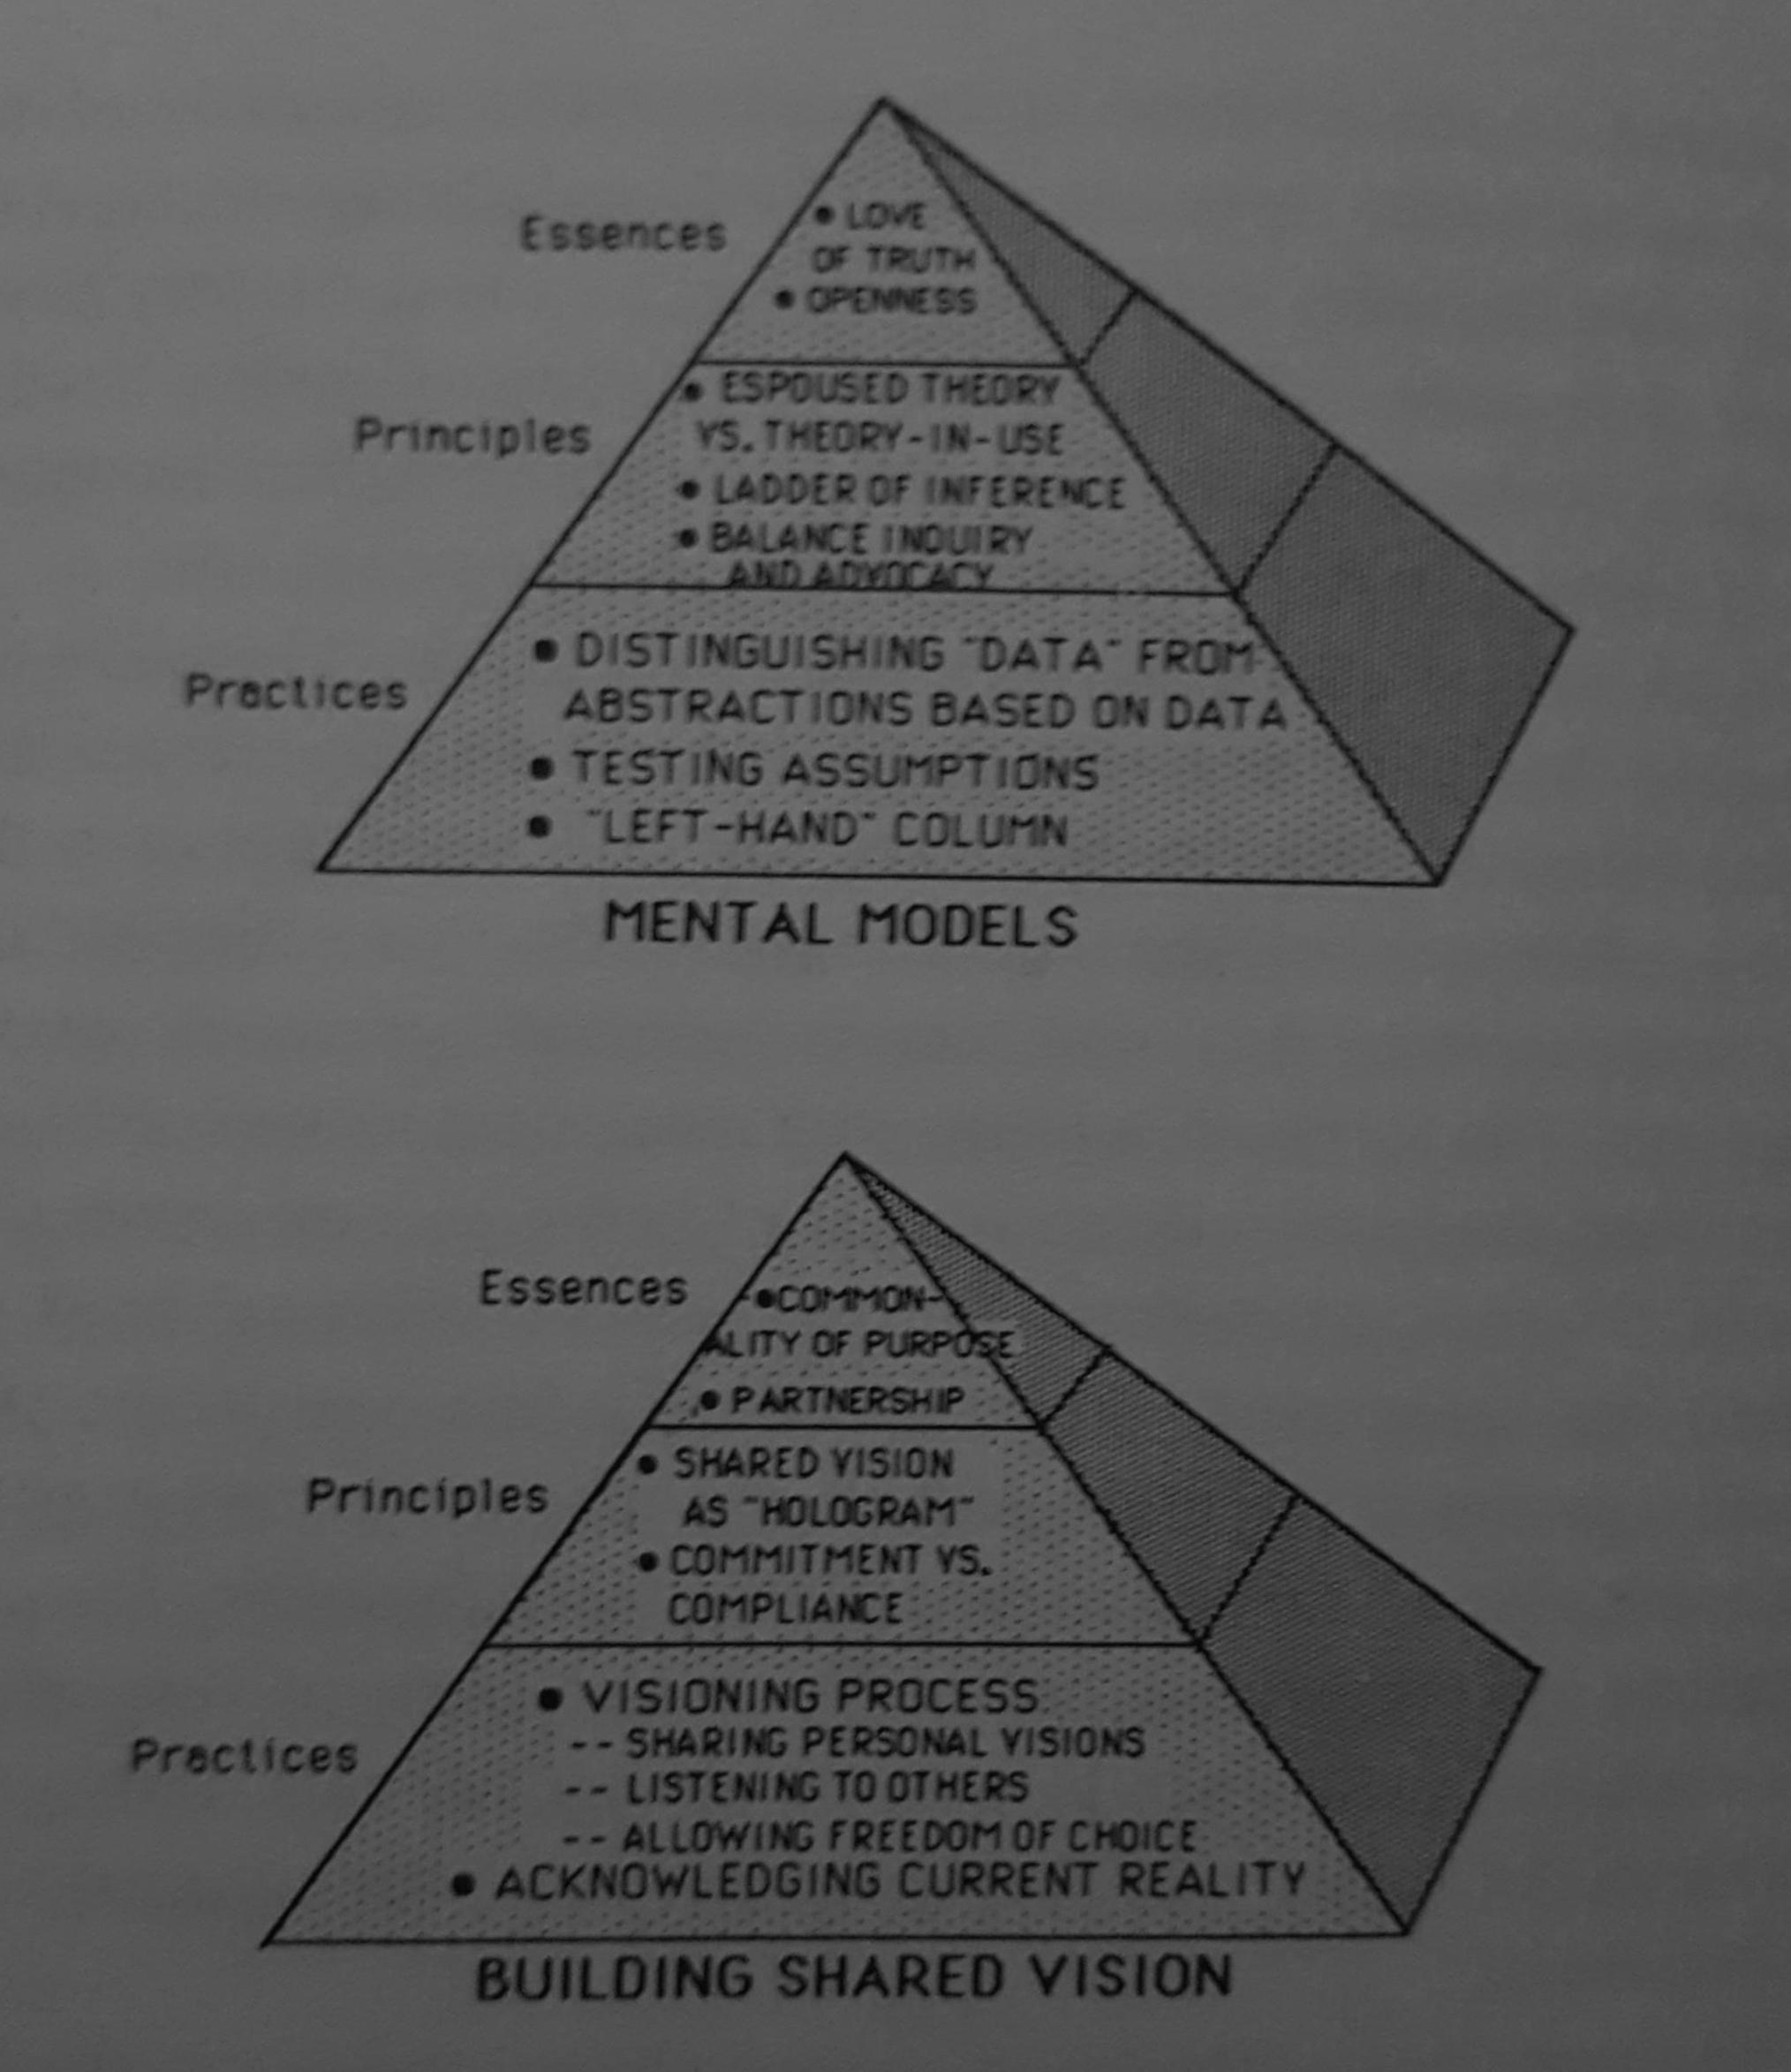 Essences
• LOVE
OF TRUTH
• OPENNESS
Principles
• ESPOUSED THEORY
VS. THEORY-IN-USE
• LADDER OF INFERENCE
• BALANCE INQUIRY
AND ADVOCACY
Practices
• DISTINGUISHING "DATA" FROM
ABSTRACTIONS BASED ON DATA
• TESTING ASSUMPTIONS
• "LEFT-HAND" COLUMN
MENTAL MODELS
Essences
•COMMON-
ALITY OF PURPOSE
• PARTNERSHIP
Principles
• SHARED VISION
AS "HOLOGRAM"
• COMMITMENT VS.
COMPLIANCE
Practices
• VISIONING PROCESS
-- SHARING PERSONAL VISIONS
-- LISTENING TO OTHERS
-- ALLOWING FREEDOM OF CHOICE
• ACKNOWLEDGING CURRENT REALITY
BUILDING SHARED VISION